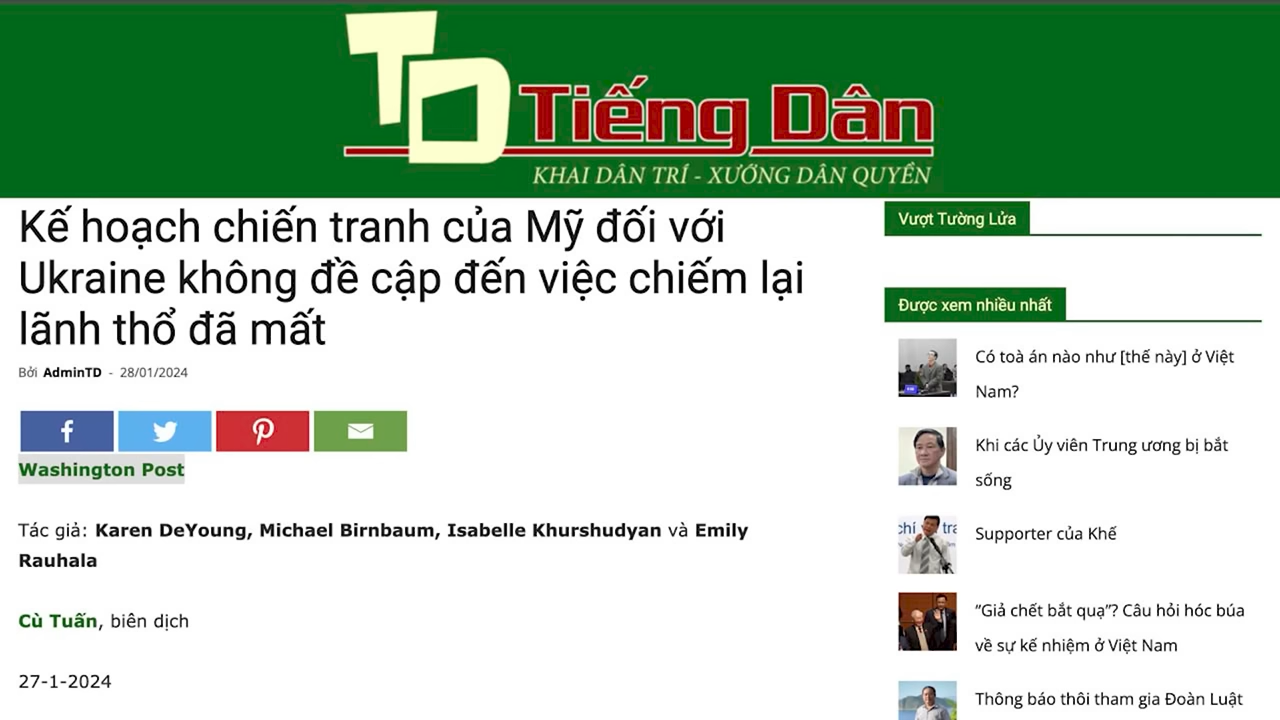 TD Tiếng Dân
KHAI DÂN TRÍ - XƯỚNG DÂN QUYỀN
Kế hoạch chiến tranh của Mỹ đối với
Ukraine không đề cập đến việc chiếm lại
lãnh thổ đã mất
Bởi AdminTD - 28/01/2024
Washington Post
Tác giả: Karen DeYoung, Michael Birnbaum, Isabelle Khurshudyan và Emily
Rauhala
Cù Tuấn, biên dịch
27-1-2024
Vượt Tường Lửa
Được xem nhiều nhất
Có toà án nào như [thế này] ở Việt
Nam?
Khi các Ủy viên Trung ương bị bắt
sống
Supporter của Khế
“Giả chết bắt quạ”? Câu hỏi hóc búa
về sự kế nhiệm ở Việt Nam
Thông báo thôi tham gia Đoàn Luật